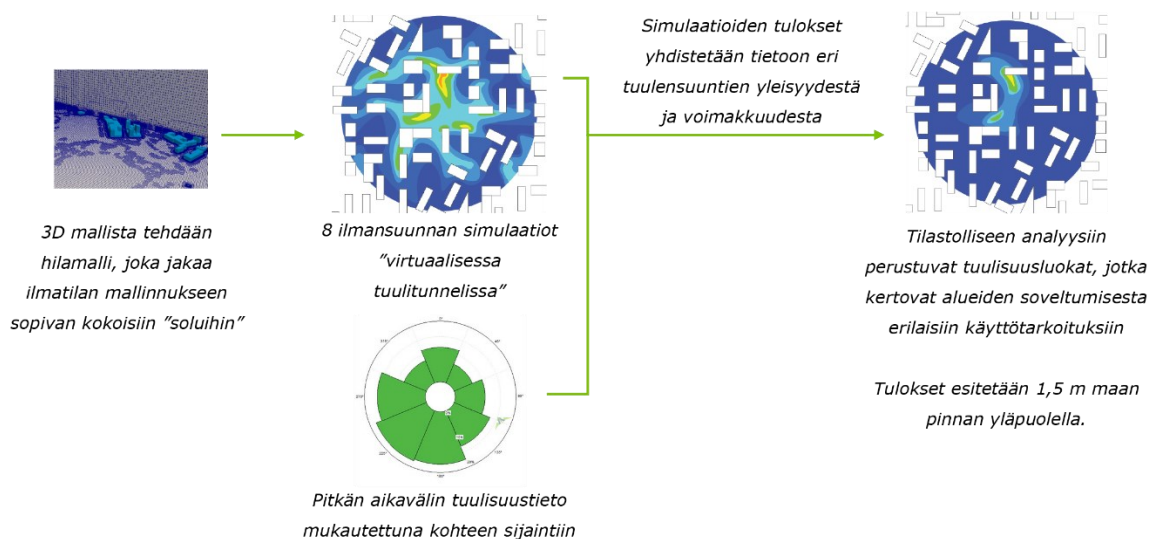 3D mallista tehdään
hilamalli, joka jakaa
ilmatilan mallinnukseen
sopivan kokoisiin ”soluihin”
8 ilmansuunnan simulaatiot
”virtuaalisessa
tuulitunnelissa”
Pitkän aikavälin tuulisuustieto
mukautettuna kohteen sijaintiin
Simulaatioiden tulokset
yhdistetään tietoon eri
tuulensuuntien yleisyydestä
ja voimakkuudesta
Tilastolliseen analyysiin
perustuvat tuulisuusluokat, jotka
kertovat alueiden soveltumisesta
erilaisiin käyttötarkoituksiin
Tulokset esitetään 1,5 m maan
pinnan yläpuolella.